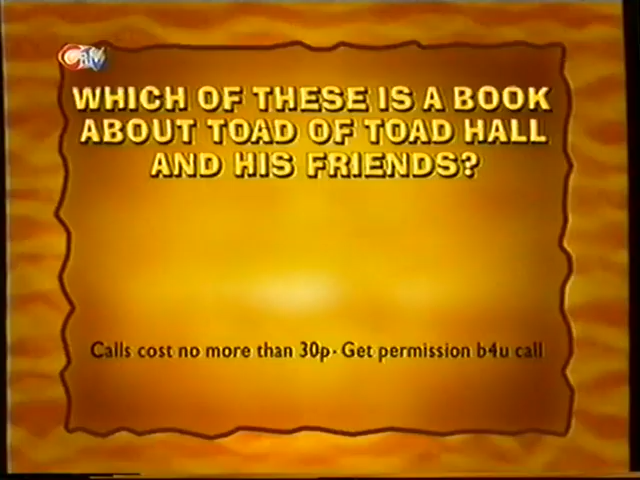 CiTV
WHICH OF THESE IS A BOOK
ABOUT TOAD OF TOAD HALL
AND HIS FRIENDS?
Calls cost no more than 30p - Get permission b4u call